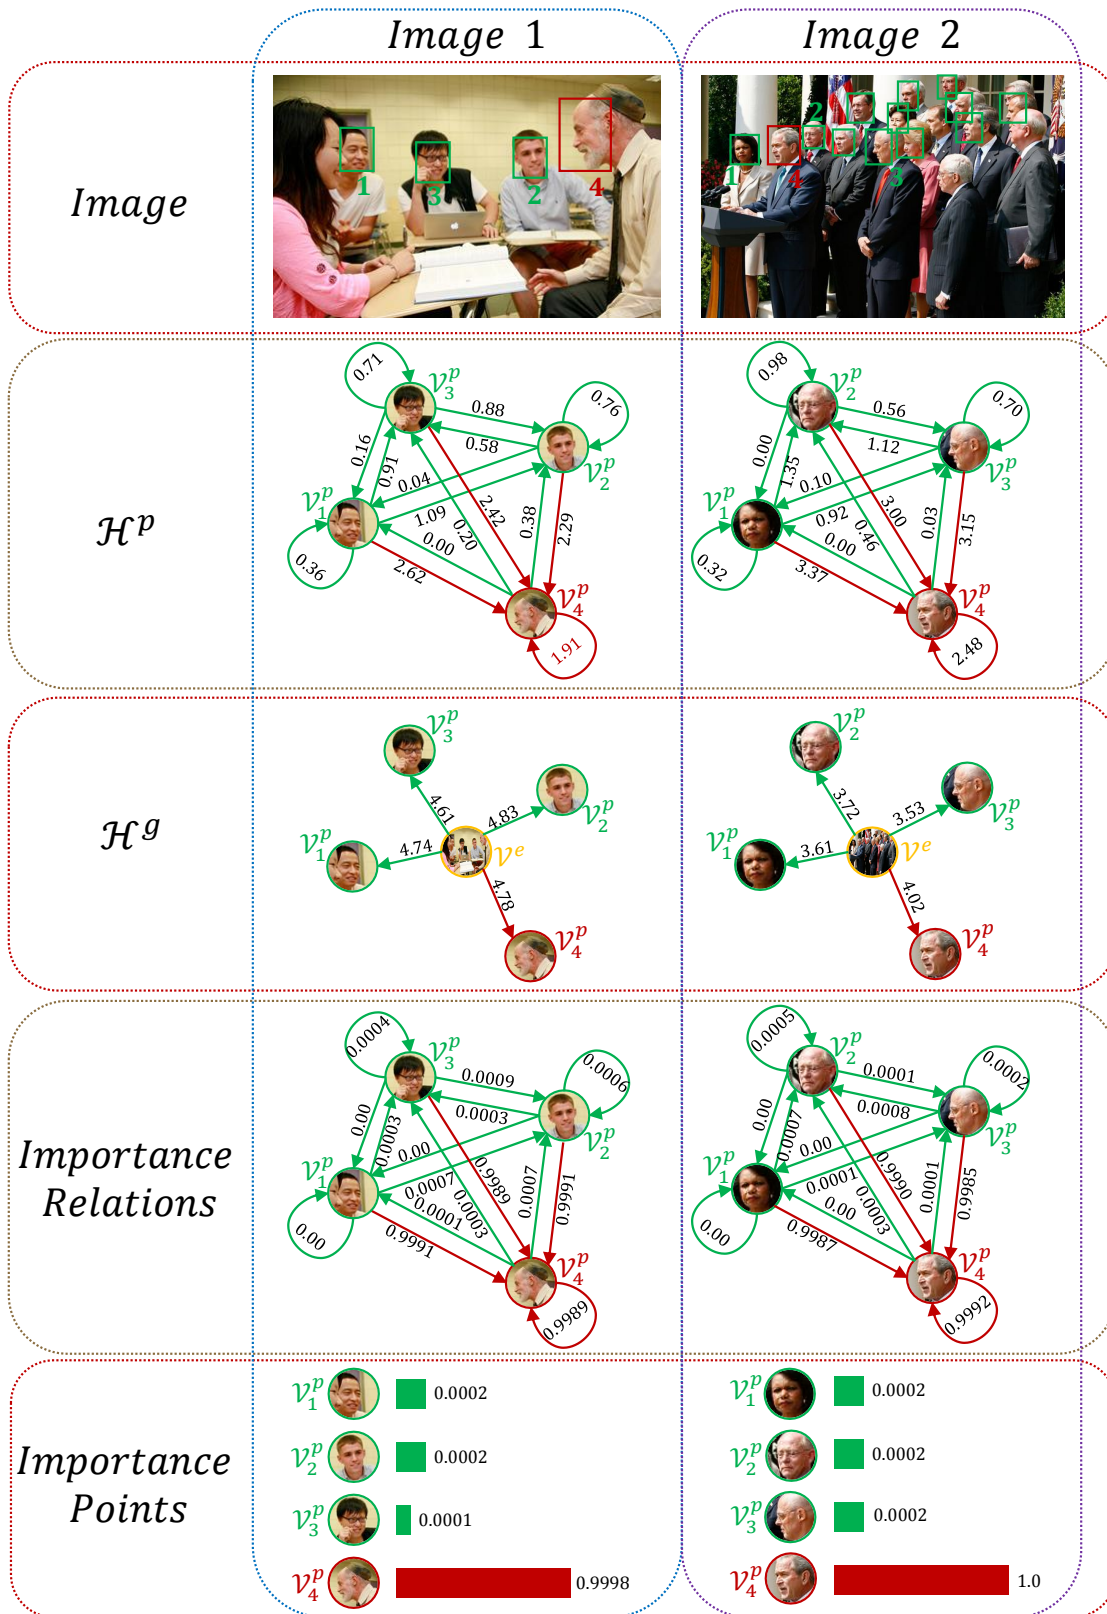 Image 1
Image 2
Image
1
3
2
4
1
4
2
3
ℋ^p
0.71
𝒱_3^p
0.88
0.76
0.58
0.16
0.91
0.04
𝒱_2^p
𝒱_1^p
1.09
0.20
2.42
0.38
2.29
0.00
0.36
2.62
𝒱_4^p
1.91
0.98
𝒱_2^p
0.56
0.70
1.12
0.00
1.35
0.10
𝒱_3^p
𝒱_1^p
0.92
0.46
3.00
0.03
3.15
0.00
0.32
3.37
𝒱_4^p
2.48
ℋ^g
𝒱_3^p
4.61
4.83
𝒱_2^p
𝒱_1^p
4.74
𝒱^e
4.78
𝒱_4^p
𝒱_2^p
3.72
3.53
𝒱_3^p
𝒱_1^p
3.61
𝒱^e
4.02
𝒱_4^p
Importance
Relations
0.0004
𝒱_3^p
0.0009
0.0006
0.0003
0.00
0.0003
0.00
𝒱_2^p
𝒱_1^p
0.0007
0.9989
0.0007
0.9991
0.0001
0.0003
0.00
0.9991
𝒱_4^p
0.9989
0.0005
𝒱_2^p
0.0001
0.0002
0.0008
0.00
0.0007
0.00
𝒱_3^p
𝒱_1^p
0.0001
0.9990
0.0001
0.9985
0.00
0.0003
0.00
0.9987
𝒱_4^p
0.9992
Importance
Points
𝒱_1^p 0.0002
𝒱_2^p 0.0002
𝒱_3^p 0.0001
𝒱_4^p 0.9998
𝒱_1^p 0.0002
𝒱_2^p 0.0002
𝒱_3^p 0.0002
𝒱_4^p 1.0